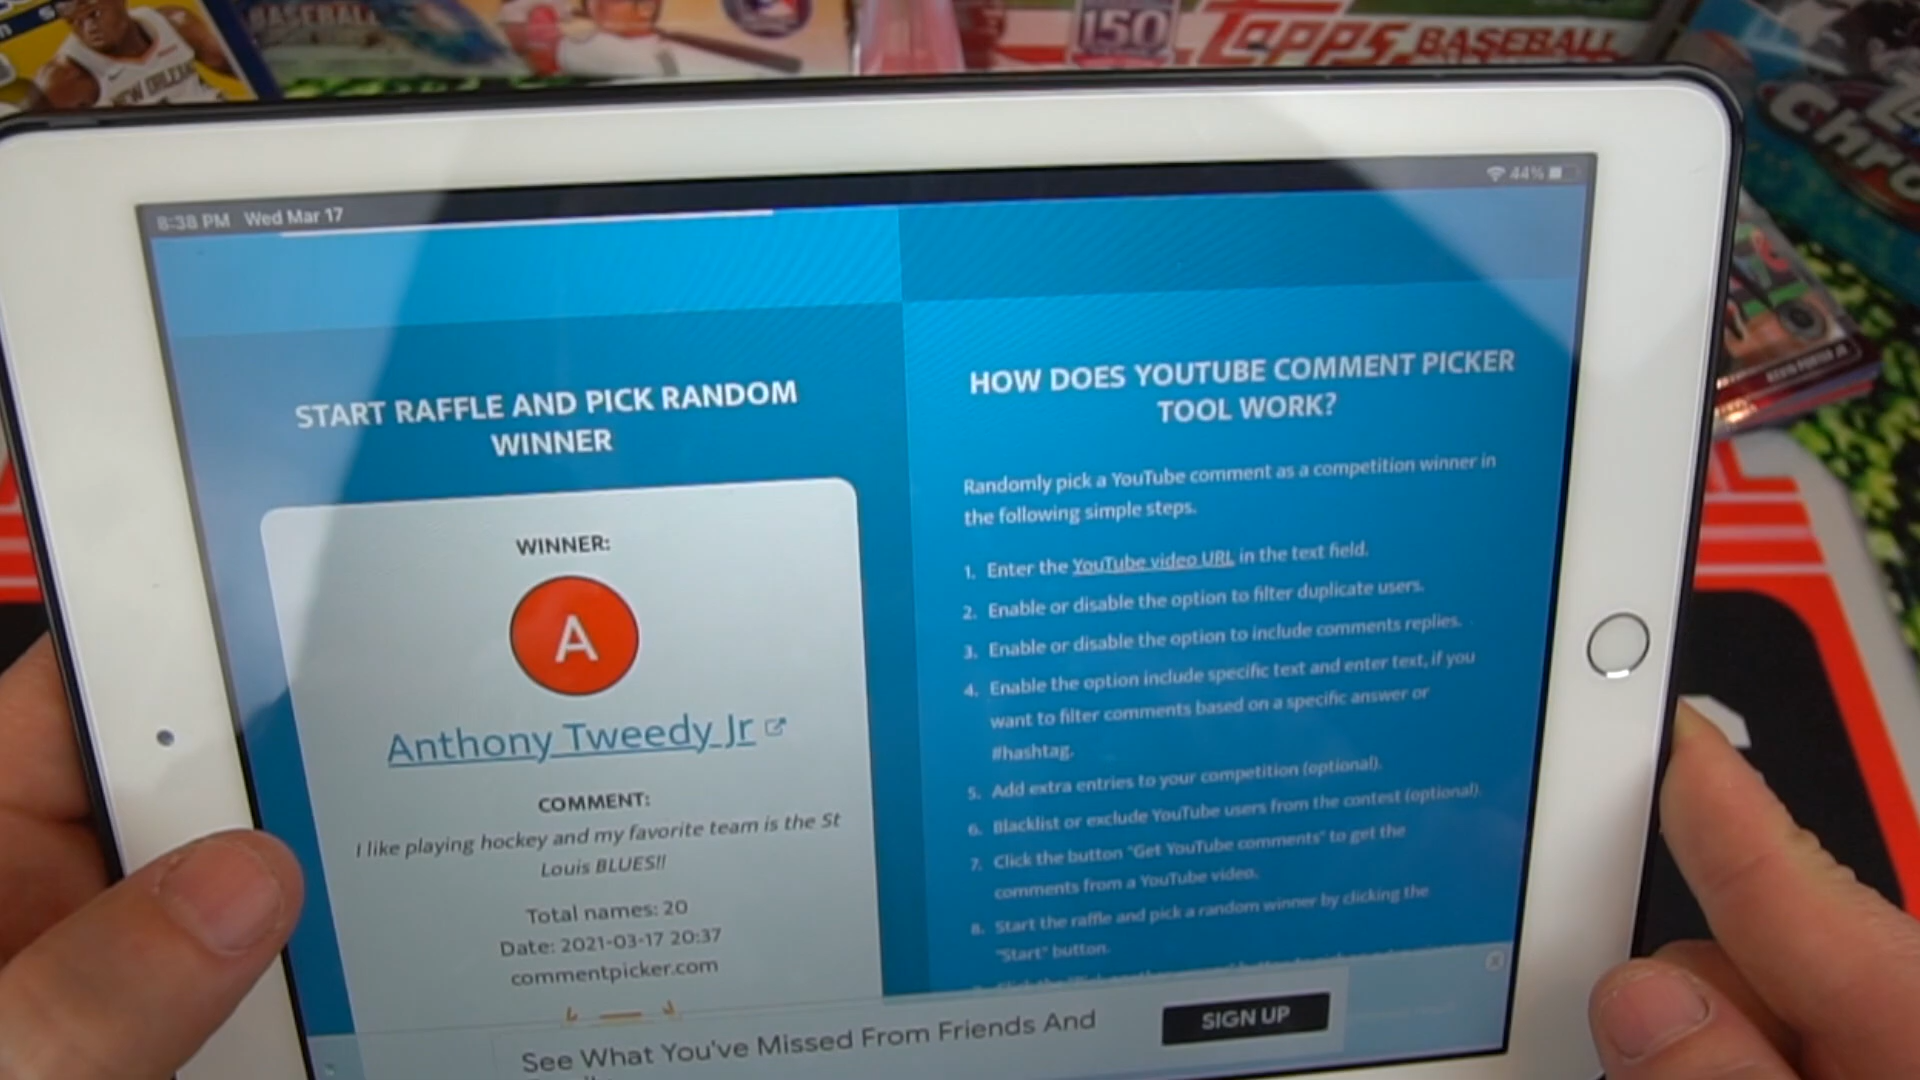 BASEBALL
150
Topps BASEBALL
Chro
NEW ORLEANS
8:38 PM Wed Mar 17
44%
START RAFFLE AND PICK RANDOM
WINNER
WINNER:
A
Anthony Tweedy Jr
COMMENT:
I like playing hockey and my favorite team is the St
Louis BLUES!!
Total names: 20
Date: 2021-03-17 20:37
commentpicker.com
HOW DOES YOUTUBE COMMENT PICKER
TOOL WORK?
Randomly pick a YouTube comment as a competition winner in
the following simple steps.
1. Enter the YouTube video URL in the text field.
2. Enable or disable the option to filter duplicate users.
3. Enable or disable the option to include comments replies.
4. Enable the option include specific text and enter text, if you
want to filter comments based on a specific answer or
#hashtag.
5. Add extra entries to your competition (optional).
6. Blacklist or exclude YouTube users from the contest (optional).
7. Click the button "Get YouTube comments" to get the
comments from a YouTube video.
8. Start the raffle and pick a random winner by clicking the
"Start" button.
See What You've Missed From Friends And
SIGN UP